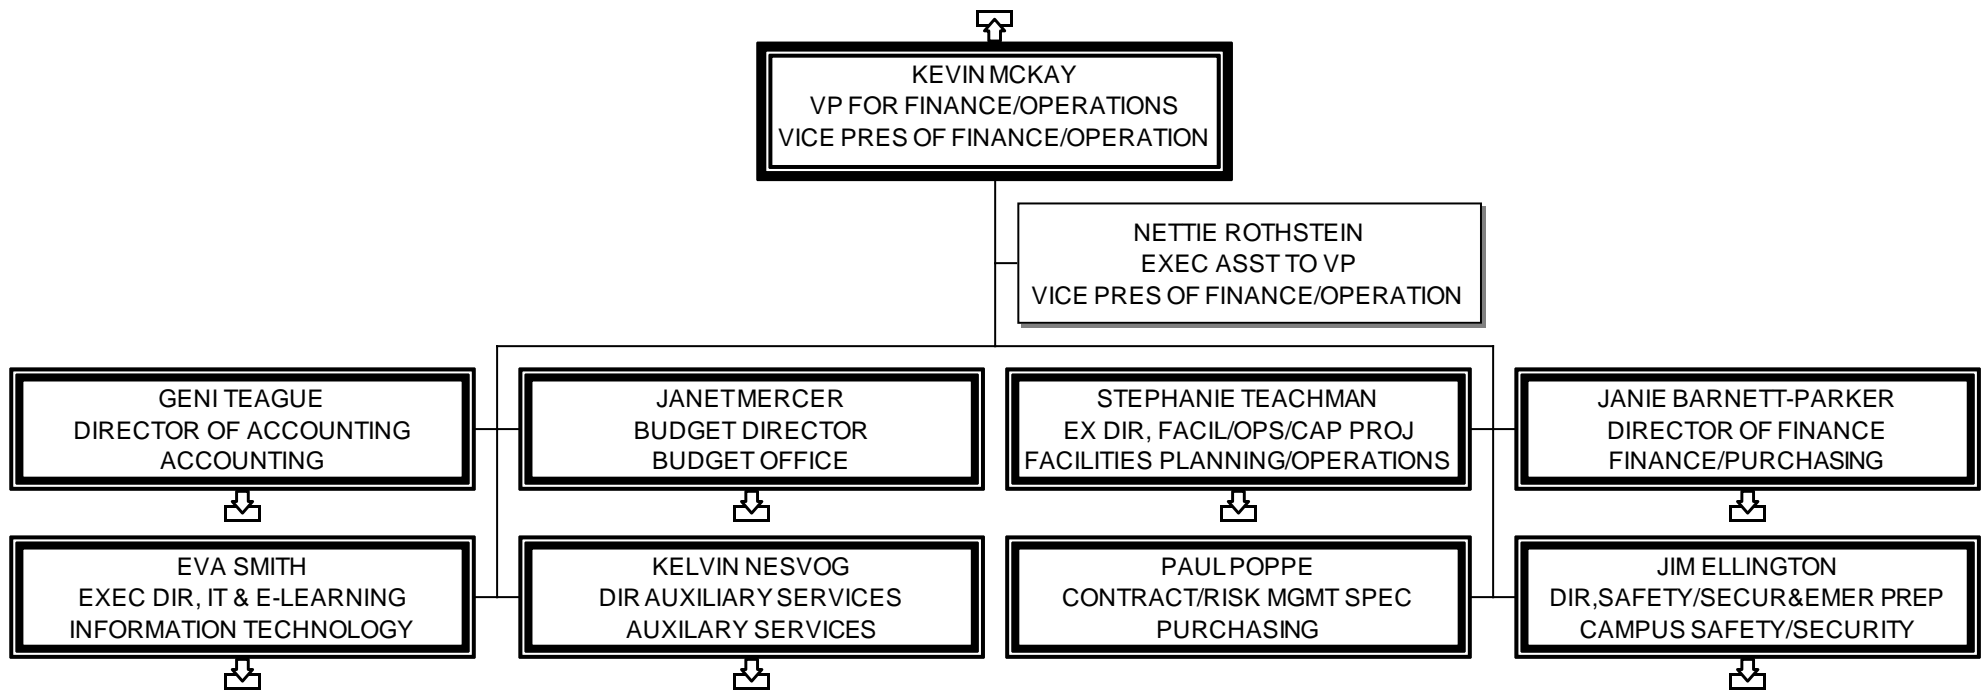 KEVIN MCKAY
VP FOR FINANCE/OPERATIONS
VICE PRES OF FINANCE/OPERATION
NETTIE ROTHSTEIN
EXEC ASST TO VP
VICE PRES OF FINANCE/OPERATION
GENI TEAGUE
DIRECTOR OF ACCOUNTING
ACCOUNTING
JANET MERCER
BUDGET DIRECTOR
BUDGET OFFICE
STEPHANIE TEACHMAN
EX DIR, FACIL/OPS/CAP PROJ
FACILITIES PLANNING/OPERATIONS
JANIE BARNETT-PARKER
DIRECTOR OF FINANCE
FINANCE/PURCHASING
EVA SMITH
EXEC DIR, IT & E-LEARNING
INFORMATION TECHNOLOGY
KELVIN NESVOG
DIR AUXILIARY SERVICES
AUXILARY SERVICES
PAUL POPPE
CONTRACT/RISK MGMT SPEC
PURCHASING
JIM ELLINGTON
DIR,SAFETY/SECUR&EMER PREP
CAMPUS SAFETY/SECURITY